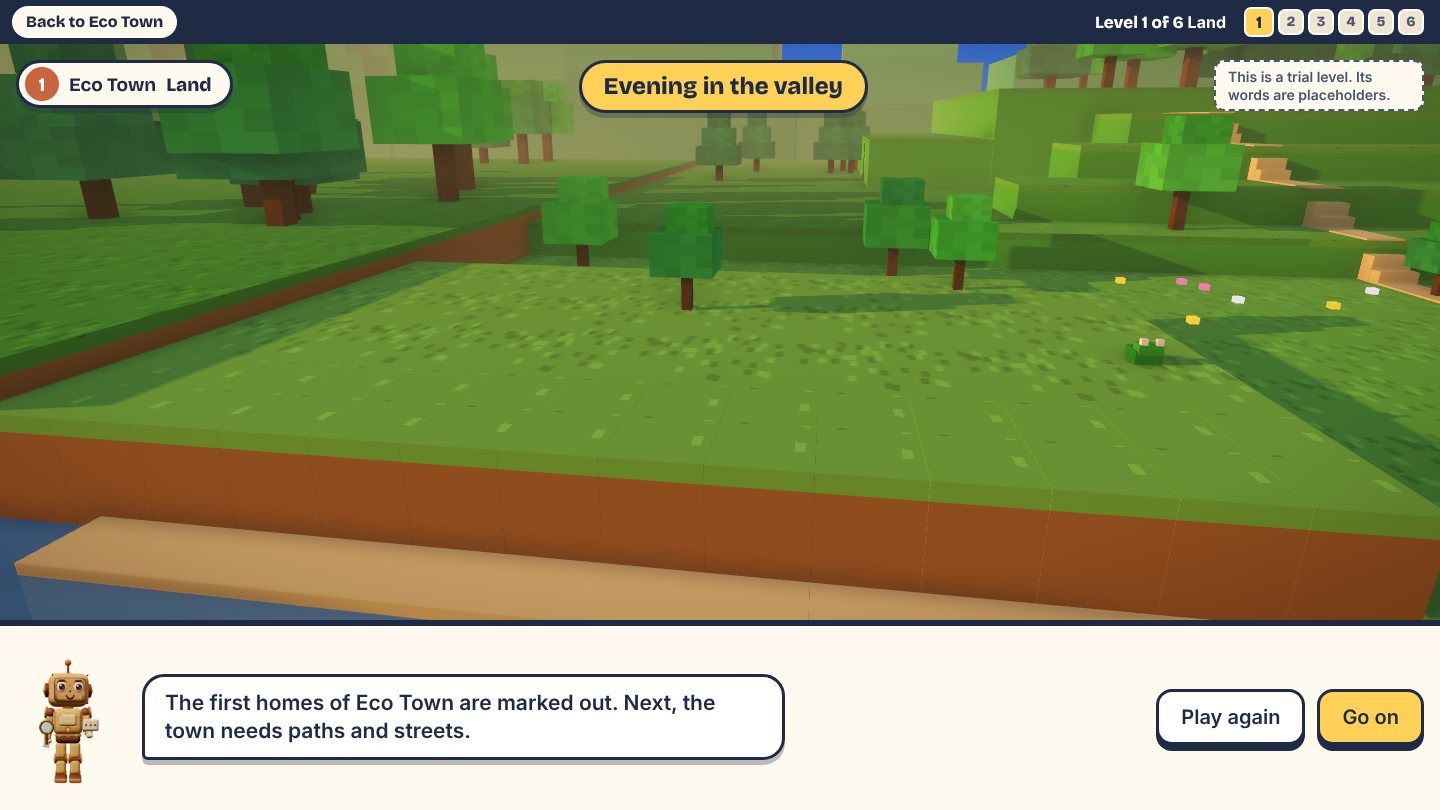 Back to Eco Town
Level 1 of 6 Land
1 2 3 4 5 6
1 Eco Town Land
Evening in the valley
This is a trial level. Its
words are placeholders.
The first homes of Eco Town are marked out. Next, the
town needs paths and streets.
Play again
Go on